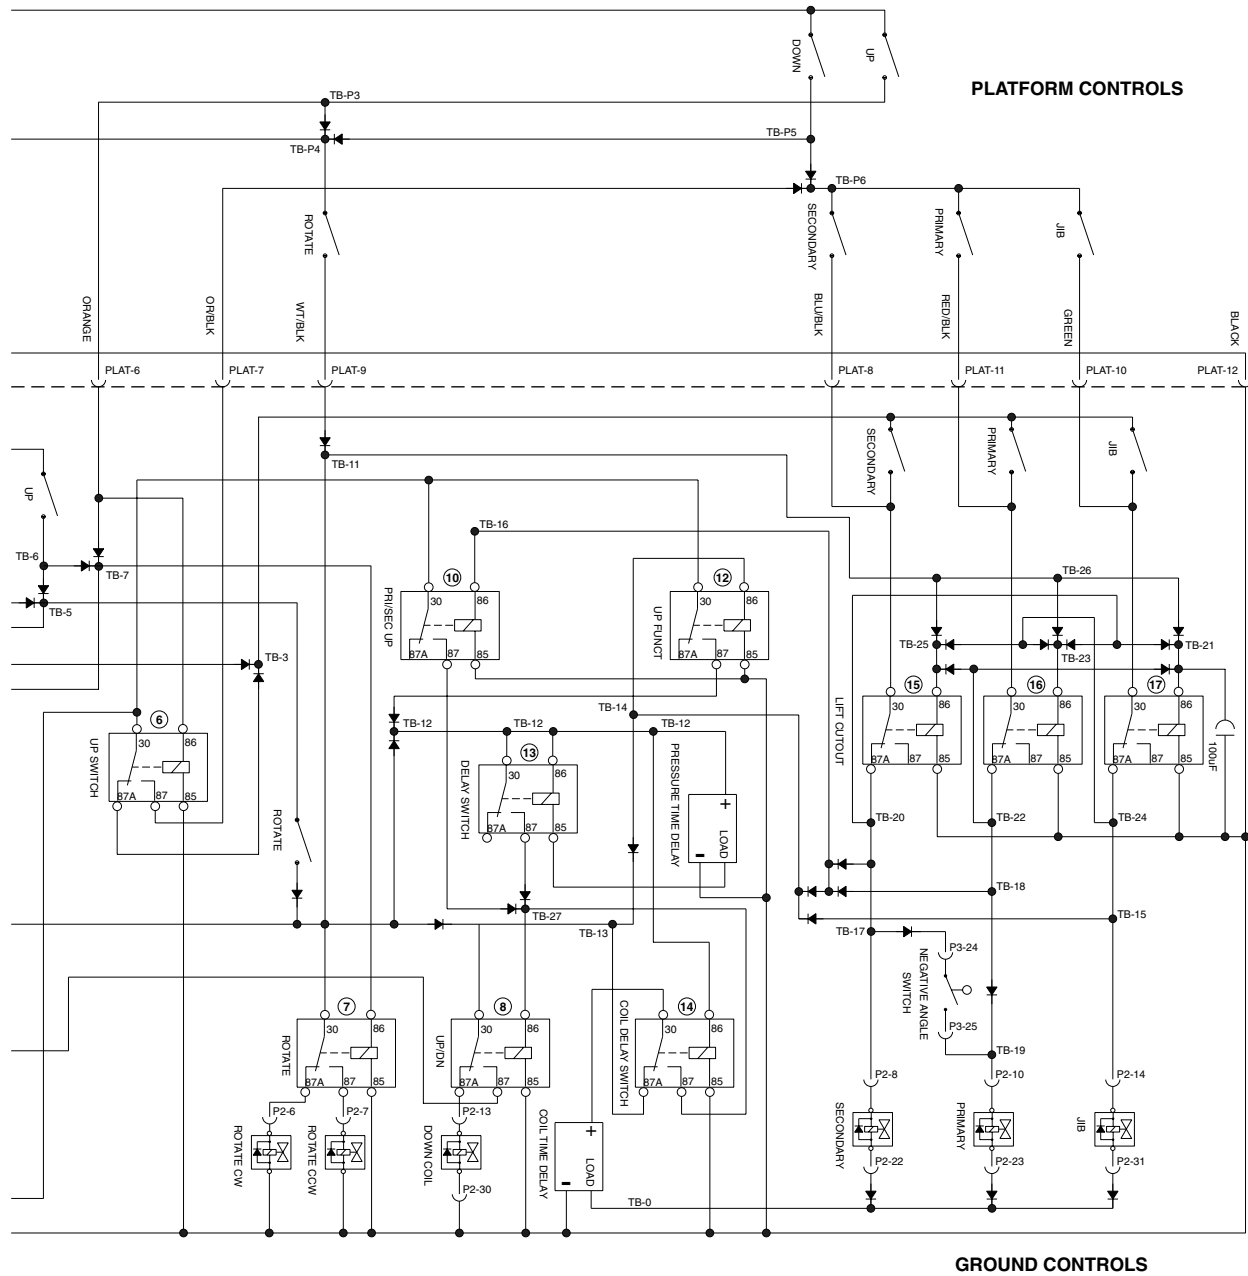 DOWN
UP
PLATFORM CONTROLS
TB-P3
TB-P4
TB-P5
TB-P6
ROTATE
SECONDARY
PRIMARY
JIB
ORANGE
OR/BLK
WT/BLK
BLU/BLK
RED/BLK
GREEN
BLACK
PLAT-6
PLAT-7
PLAT-9
PLAT-8
PLAT-11
PLAT-10
PLAT-12
SECONDARY
PRIMARY
JIB
TB-11
UP
TB-16
TB-6
TB-7
TB-5
10
30
86
87A
87
85
PRI/SEC UP
12
30
86
87A
87
85
UP FUNCT
TB-26
TB-25
TB-23
TB-21
TB-3
6
30
86
87A
87
85
UP SWITCH
TB-14
TB-12
TB-12
TB-12
13
30
86
87A
87
85
DELAY SWITCH
PRESSURE TIME DELAY
+
LOAD
-
LIFT CUTOUT
15
30
86
87A
87
85
16
30
86
87A
87
85
17
30
86
87A
87
85
100uF
TB-20
TB-22
TB-24
ROTATE
TB-18
TB-27
TB-13
TB-15
TB-17
P3-24
NEGATIVE ANGLE
SWITCH
P3-25
TB-19
7
30
86
87A
87
85
ROTATE
8
30
86
87A
87
85
UP/DN
14
30
86
87A
87
85
COIL DELAY SWITCH
P2-6
P2-7
P2-13
P2-8
P2-10
P2-14
ROTATE CW
ROTATE CCW
DOWN COIL
P2-30
COIL TIME DELAY
+
LOAD
-
SECONDARY
PRIMARY
JIB
P2-22
P2-23
P2-31
TB-0
GROUND CONTROLS